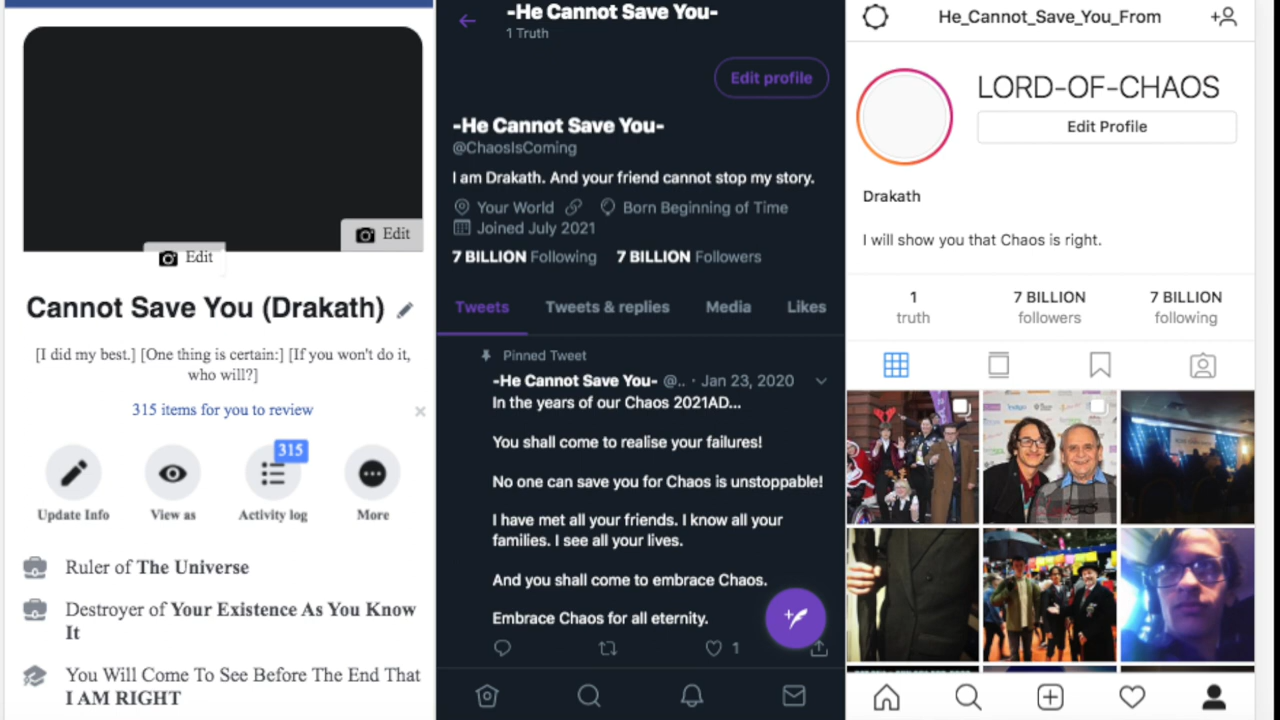 Edit
Edit
Cannot Save You (Drakath)
[I did my best.] [One thing is certain:] [If you won't do it,
who will?]
315 items for you to review
315
Update Info
View as
Activity log
More
Ruler of The Universe
Destroyer of Your Existence As You Know
It
You Will Come To See Before The End That
I AM RIGHT
-He Cannot Save You-
1 Truth
Edit profile
-He Cannot Save You-
@ChaosIsComing
I am Drakath. And your friend cannot stop my story.
Your World Born Beginning of Time
Joined July 2021
7 BILLION Following 7 BILLION Followers
Tweets Tweets & replies Media Likes
Pinned Tweet
-He Cannot Save You- @.. · Jan 23, 2020
In the years of our Chaos 2021AD...
You shall come to realise your failures!
No one can save you for Chaos is unstoppable!
I have met all your friends. I know all your
families. I see all your lives.
And you shall come to embrace Chaos.
Embrace Chaos for all eternity.
1
He_Cannot_Save_You_From
LORD-OF-CHAOS
Edit Profile
Drakath
I will show you that Chaos is right.
1 7 BILLION 7 BILLION
truth followers following